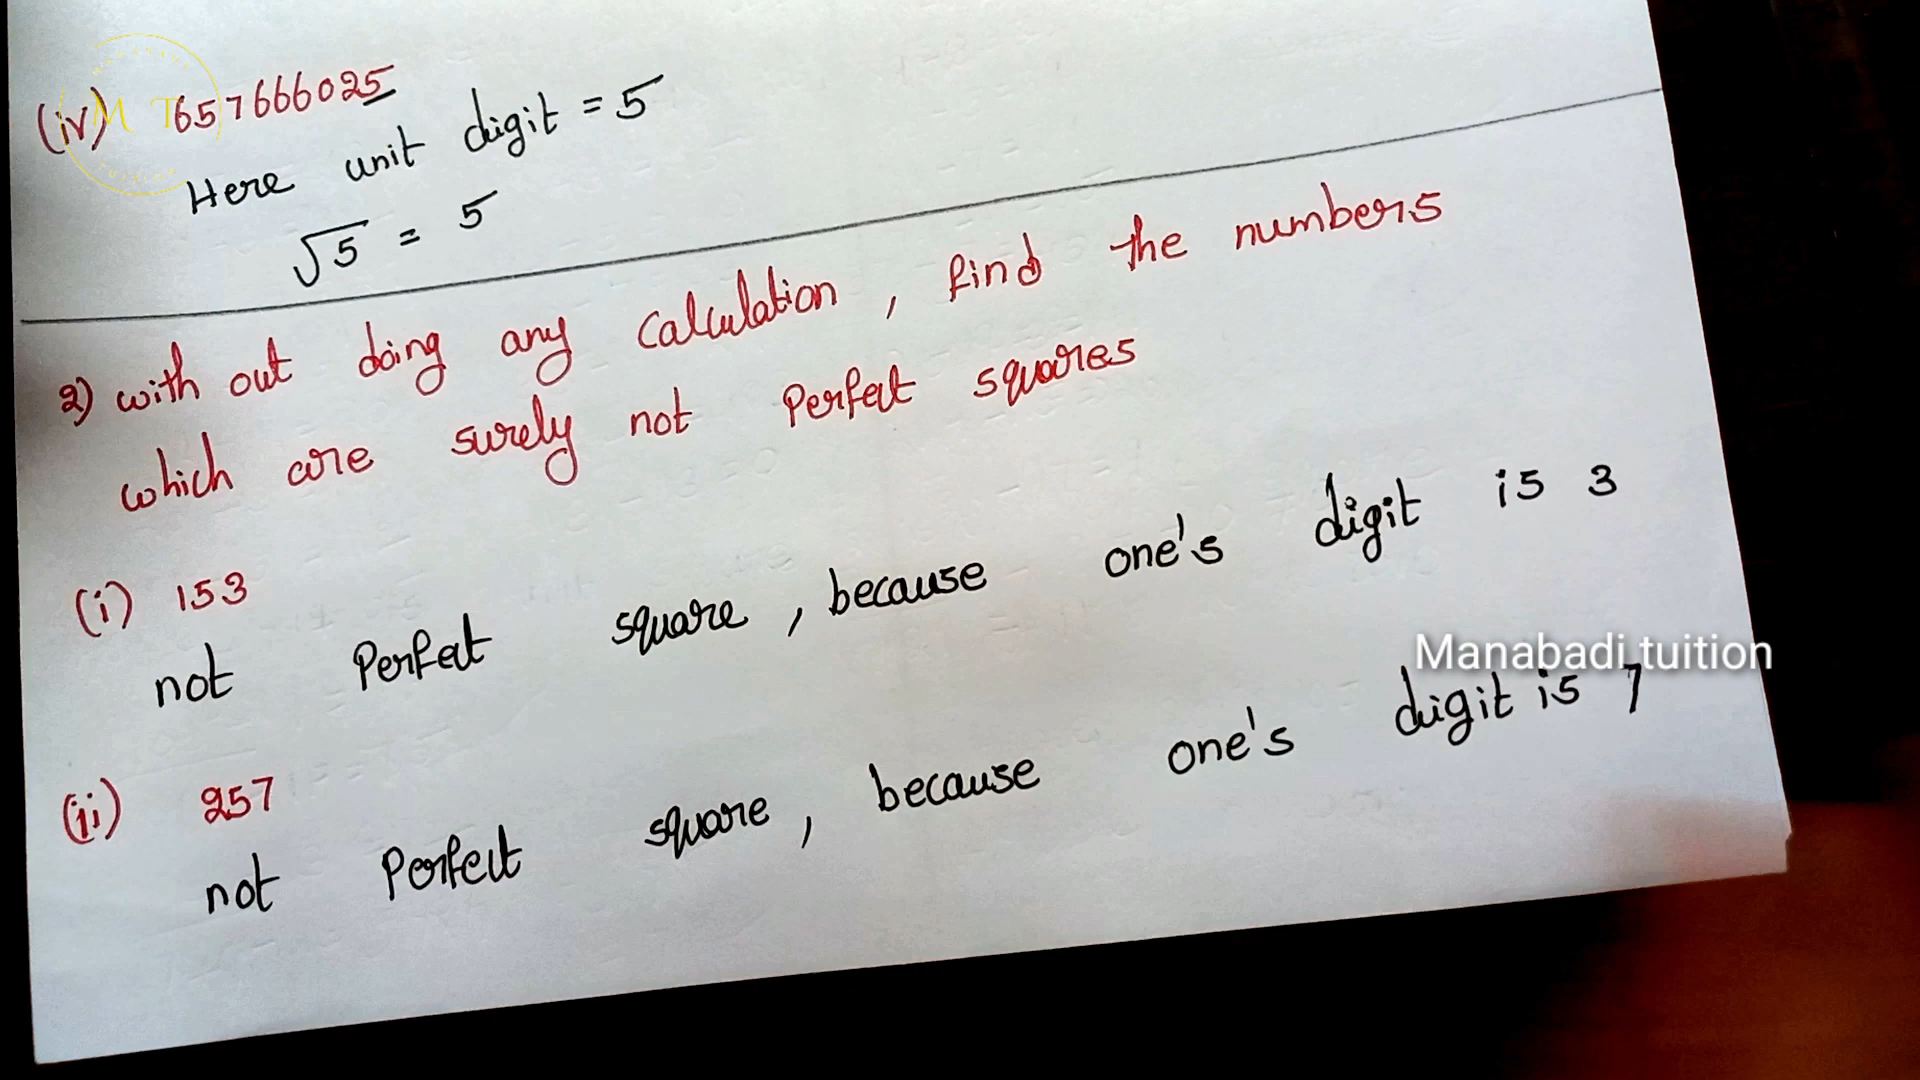 (iv) 657666025
M T
Here unit digit = 5
√5 = 5
2) with out doing any calculation, find the numbers
which are surely not Perfect squares
(i) 153
not Perfect square, because one's digit is 3
Manabadi tuition
(ii) 257
not Perfect square, because one's digit is 7